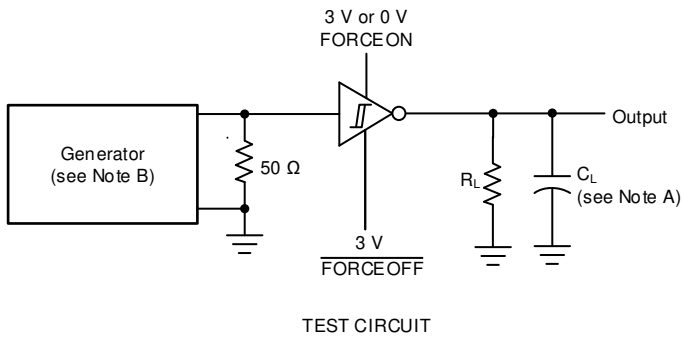 3 V or 0 V
FORCEON
Generator
(see Note B)
50 Ω
Output
RL
CL
(see Note A)
3 V
FORCEOFF
TEST CIRCUIT